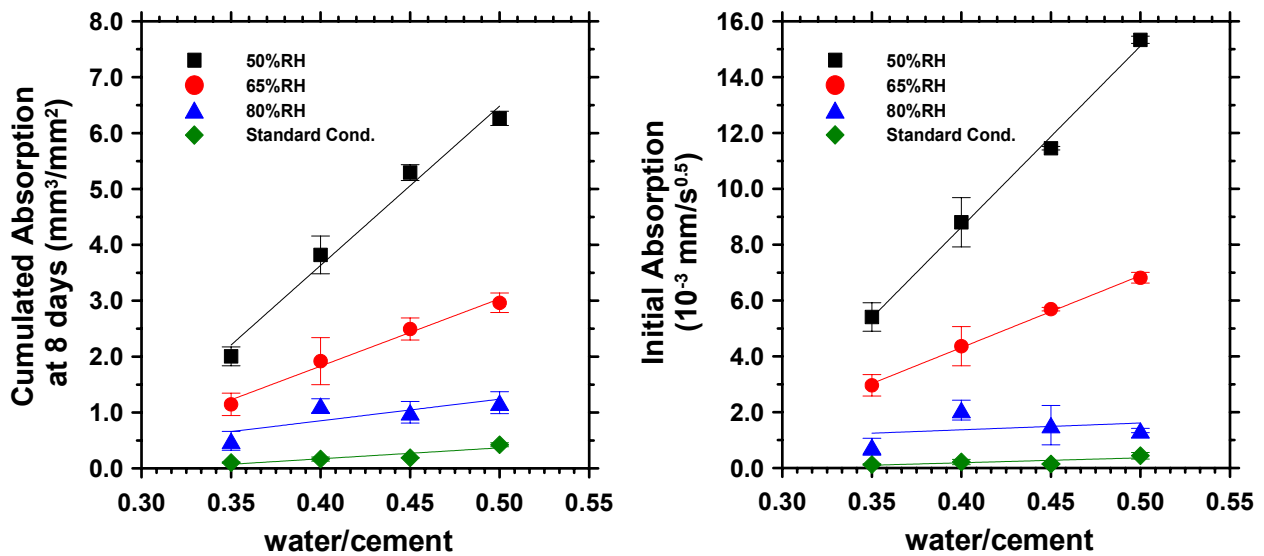 Cumulated Absorption
at 8 days (mm³/mm²)
8.0
7.0
6.0
5.0
4.0
3.0
2.0
1.0
0.0
50%RH
65%RH
80%RH
Standard Cond.
0.30 0.35 0.40 0.45 0.50 0.55
water/cement
Initial Absorption
(10⁻³ mm/s⁰·⁵)
16.0
14.0
12.0
10.0
8.0
6.0
4.0
2.0
0.0
50%RH
65%RH
80%RH
Standard Cond.
0.30 0.35 0.40 0.45 0.50 0.55
water/cement